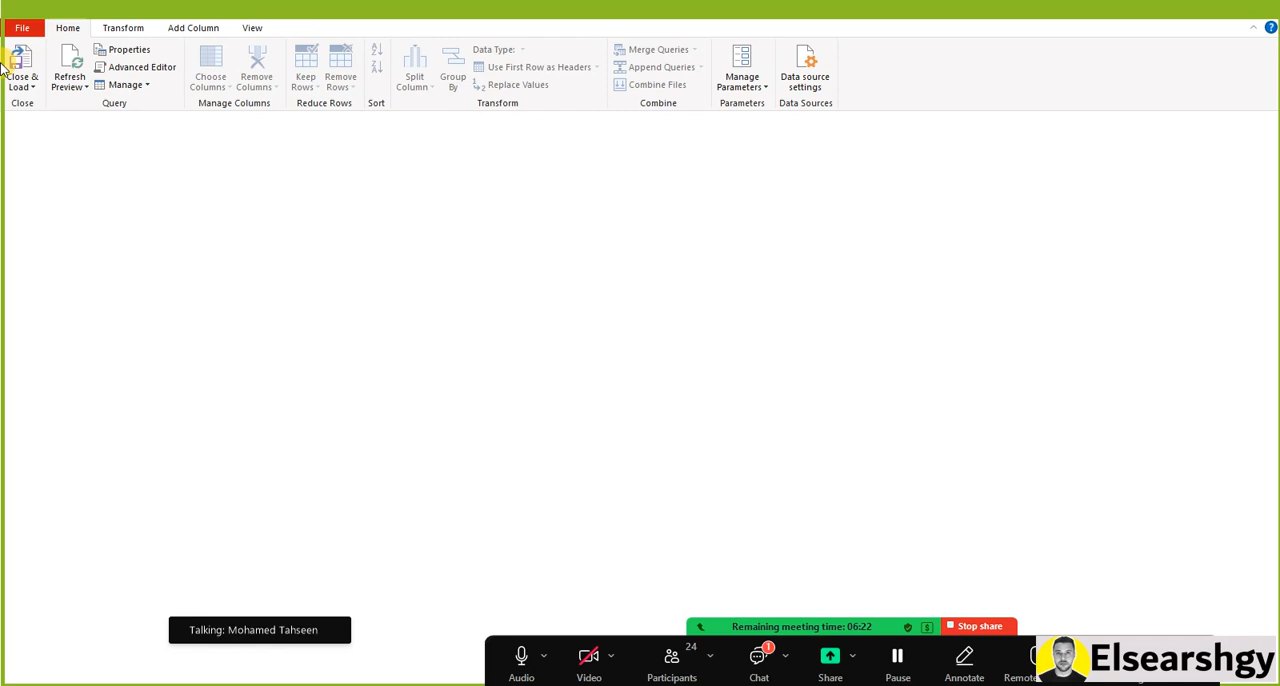 File Home Transform Add Column View
Close & Load
Refresh Preview
Properties
Advanced Editor
Manage
Choose Columns
Remove Columns
Keep Rows
Remove Rows
Split Column
Group By
Data Type:
Use First Row as Headers
Replace Values
Merge Queries
Append Queries
Combine Files
Manage Parameters
Data source settings
Close Query Manage Columns Reduce Rows Sort Transform Combine Parameters Data Sources
Talking: Mohamed Tahseen
Remaining meeting time: 06:22 Stop share
24 1
Audio Video Participants Chat Share Pause Annotate Remote
Elsearshgy